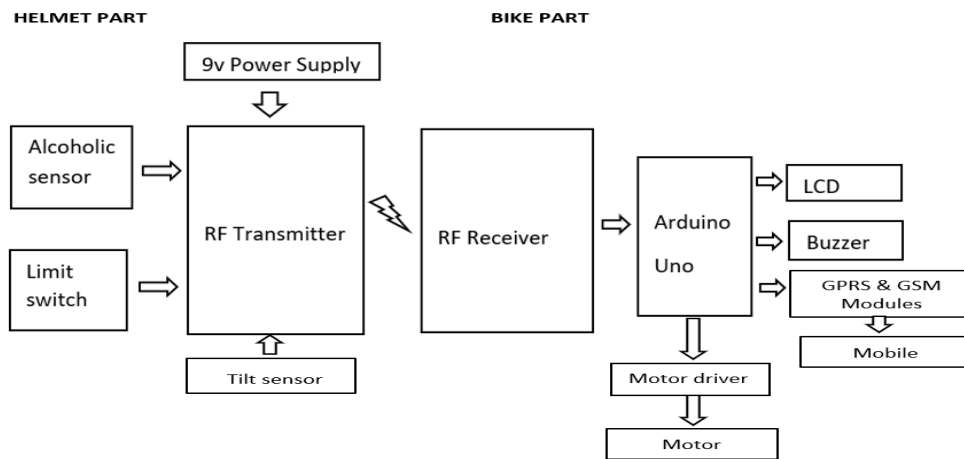 HELMET PART
BIKE PART
9v Power Supply
Alcoholic
sensor
RF Transmitter
Limit
switch
Tilt sensor
RF Receiver
Arduino
Uno
LCD
Buzzer
GPRS & GSM
Modules
Mobile
Motor driver
Motor